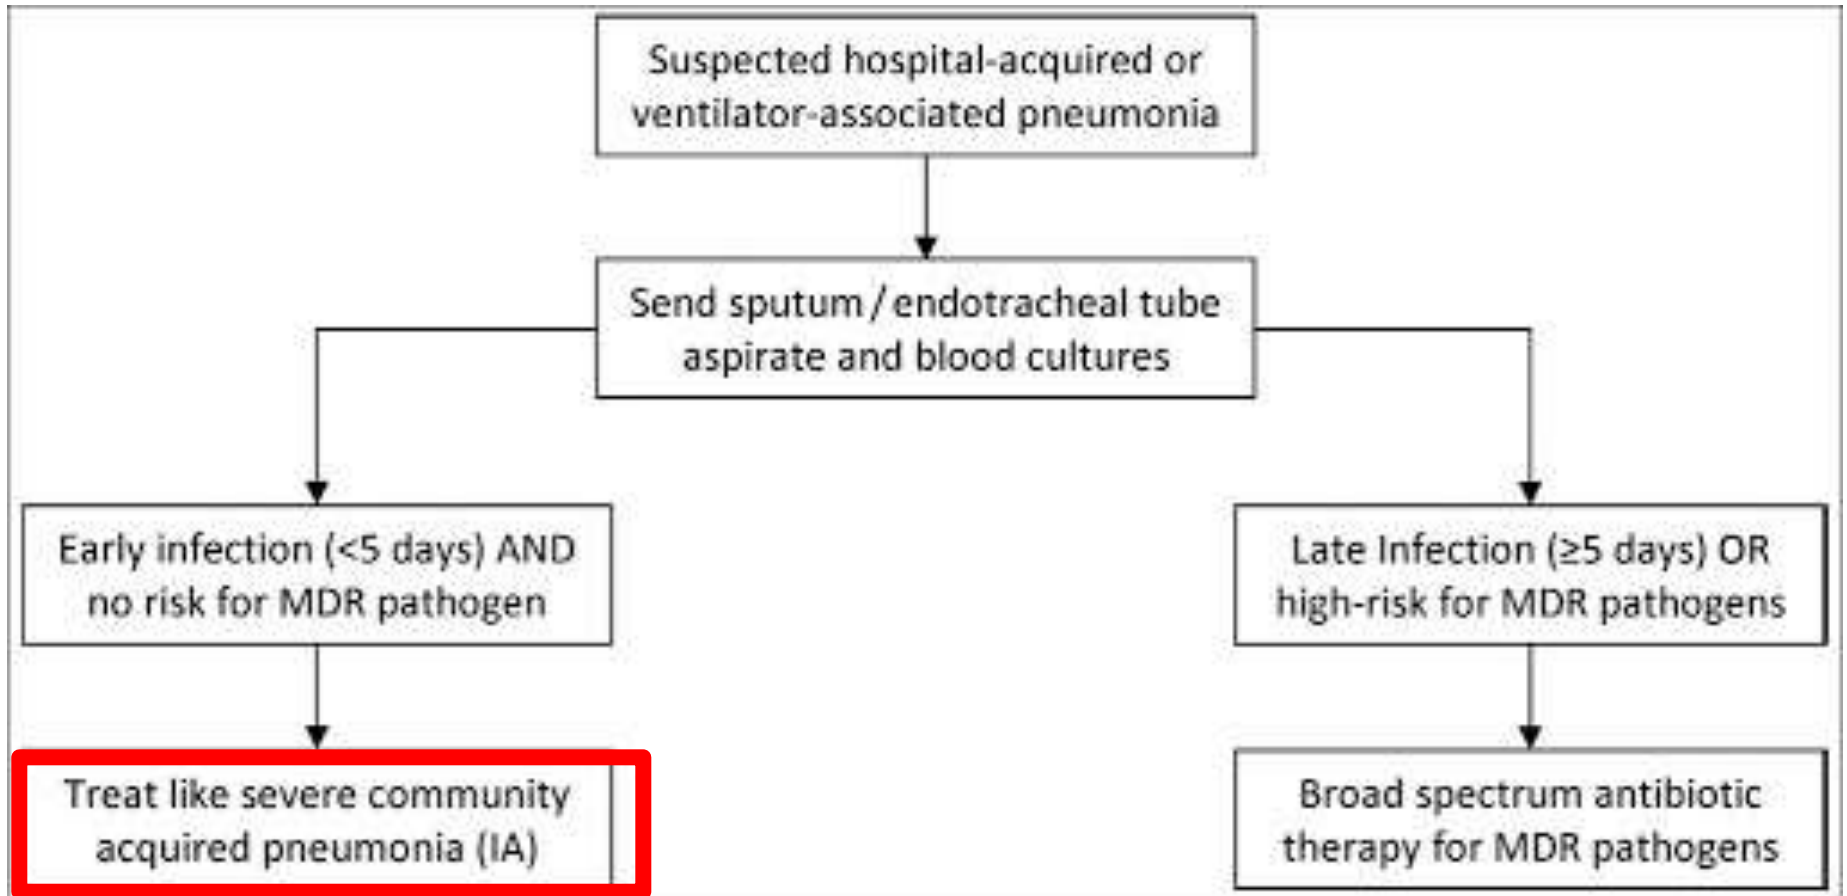 Suspected hospital-acquired or
ventilator-associated pneumonia
Send sputum / endotracheal tube
aspirate and blood cultures
Early infection (<5 days) AND
no risk for MDR pathogen
Late Infection (≥5 days) OR
high-risk for MDR pathogens
Treat like severe community
acquired pneumonia (IA)
Broad spectrum antibiotic
therapy for MDR pathogens